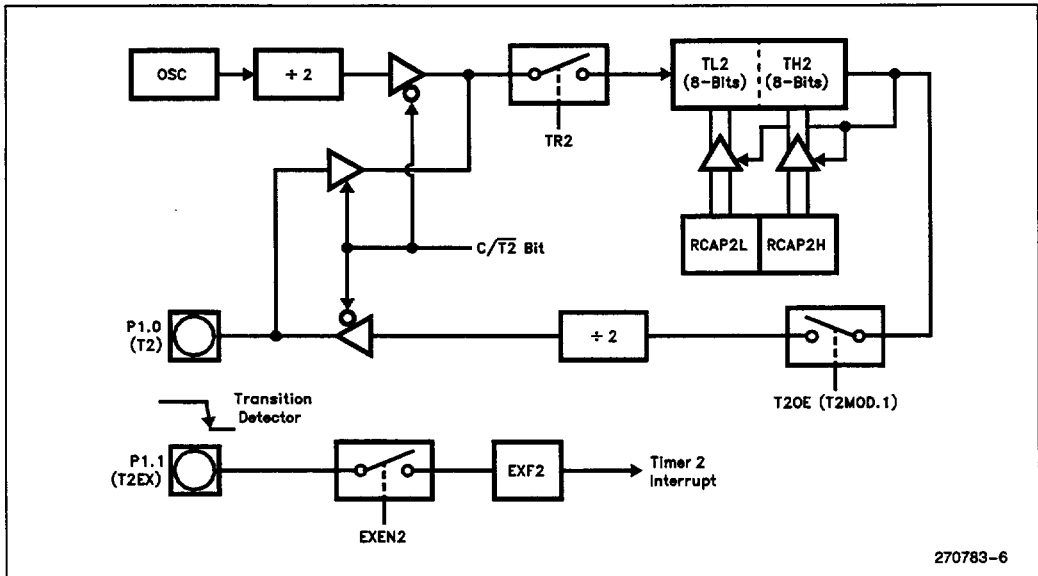 OSC
÷ 2
TR2
TL2
(8-Bits)
TH2
(8-Bits)
RCAP2L
RCAP2H
C/T2̅ Bit
P1.0
(T2)
÷ 2
T2OE (T2MOD.1)
Transition
Detector
P1.1
(T2EX)
EXEN2
EXF2
Timer 2
Interrupt
270783-6